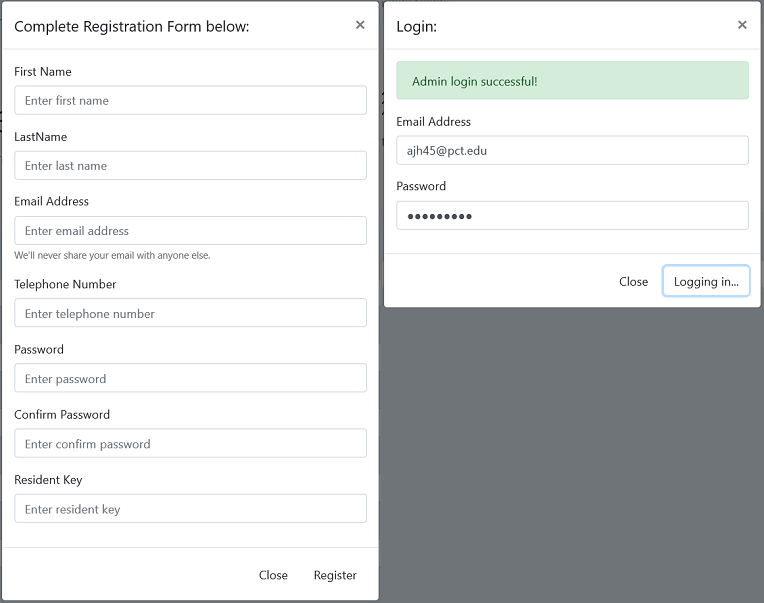 Complete Registration Form below:
×
First Name
Enter first name
LastName
Enter last name
Email Address
Enter email address
We'll never share your email with anyone else.
Telephone Number
Enter telephone number
Password
Enter password
Confirm Password
Enter confirm password
Resident Key
Enter resident key
Close
Register
Login:
×
Admin login successful!
Email Address
ajh45@pct.edu
Password
●●●●●●●●●
Close
Logging in...